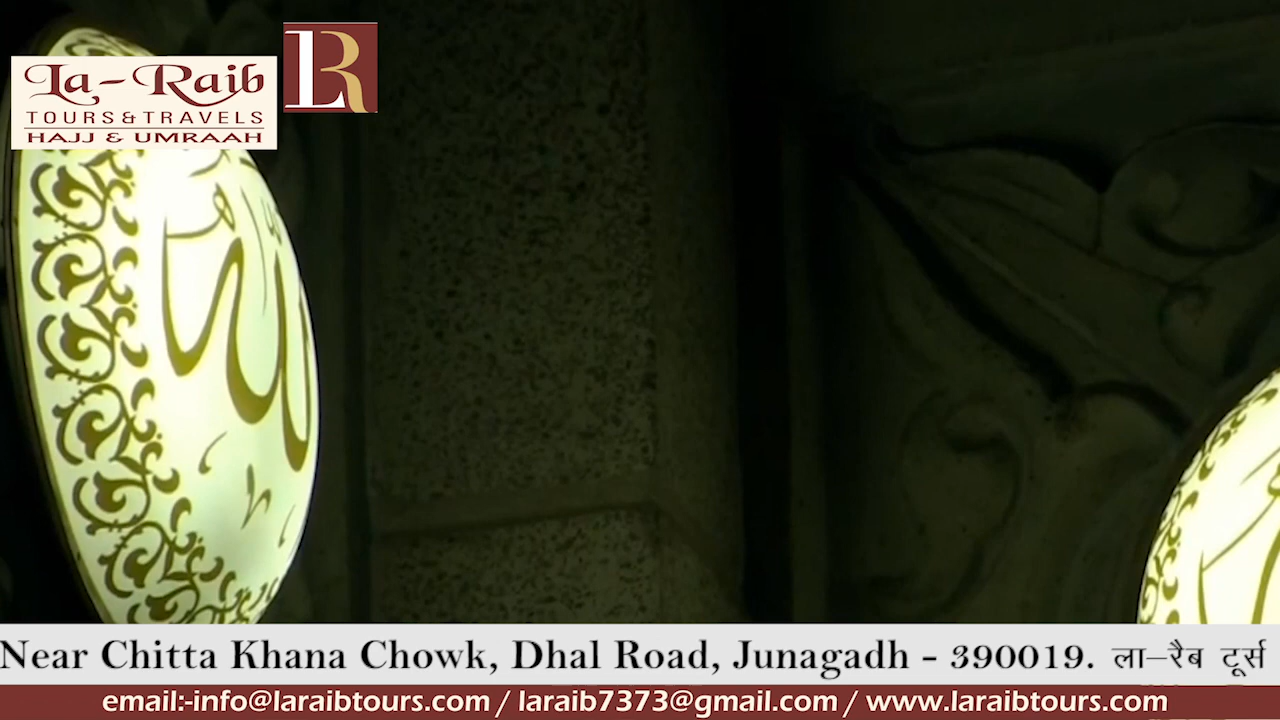 La-Raib
TOURS & TRAVELS
HAJJ & UMRAAH
LR
الله
Near Chitta Khana Chowk, Dhal Road, Junagadh - 390019. ला–रैब टूर्स
email:-info@laraibtours.com / laraib7373@gmail.com / www.laraibtours.com